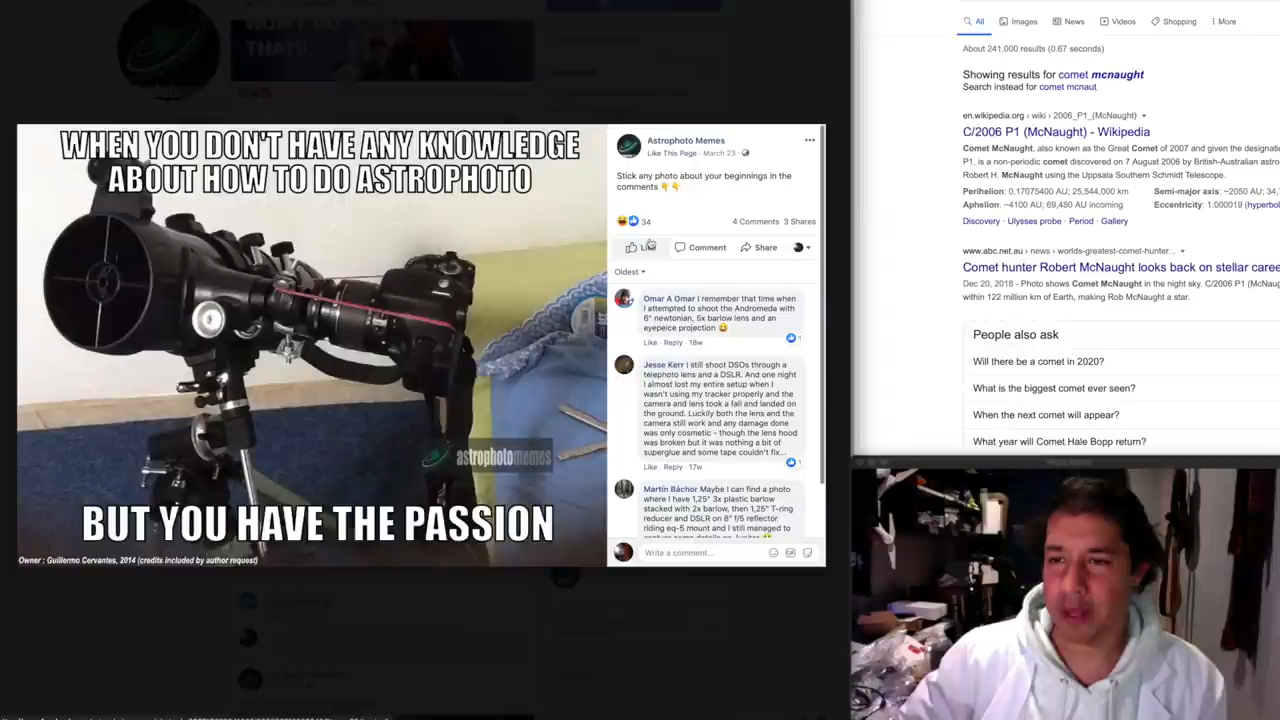 WHEN YOU DON'T HAVE ANY KNOWLEDGE
ABOUT HOW TO DO ASTROPHOTO
astrophotomemes
BUT YOU HAVE THE PASSION
Owner : Guillermo Cervantes, 2014 (credits included by author request)
Astrophoto Memes
Like This Page · March 23 ·
Stick any photo about your beginnings in the
comments 👇👇
34
4 Comments 3 Shares
Like
Comment
Share
Oldest
Omar A Omar I remember that time when
I attempted to shoot the Andromeda with
6" newtonian, 5x barlow lens and an
eyepeice projection 😀
Like · Reply · 18w
1
Jesse Kerr I still shoot DSOs through a
telephoto lens and a DSLR. And one night
I almost lost my entire setup when I
wasn't using my tracker properly and the
camera and lens took a fall and landed on
the ground. Luckily both the lens and the
camera still work and any damage done
was only cosmetic - though the lens hood
was broken but it was nothing a bit of
superglue and some tape couldn't fix...
Like · Reply · 17w
1
Martín Báchor Maybe I can find a photo
where I have 1,25" 3x plastic barlow
stacked with 2x barlow, then 1,25" T-ring
reducer and DSLR on 8" f/5 reflector
riding eq-5 mount and I still managed to
Write a comment...
GIF
All
Images
News
Videos
Shopping
More
About 241,000 results (0.67 seconds)
Showing results for comet mcnaught
Search instead for comet mcnaut
en.wikipedia.org › wiki › 2006_P1_(McNaught)
C/2006 P1 (McNaught) - Wikipedia
Comet McNaught, also known as the Great Comet of 2007 and given the
P1, is a non-periodic comet discovered on 7 August 2006 by British-Australian
Robert H. McNaught using the Uppsala Southern Schmidt Telescope.
Perihelion: 0.17075400 AU; 25,544,000 km
Semi-major axis: ~2050 AU;
Aphelion: ~4100 AU; 69,480 AU incoming
Eccentricity: 1.000019
Discovery · Ulysses probe · Period · Gallery
www.abc.net.au › news › worlds-greatest-comet-hunter...
Comet hunter Robert McNaught looks back on stellar
Dec 20, 2018 - Photo shows Comet McNaught in the night sky. C/2006 P1
within 122 million km of Earth, making Rob McNaught a star.
People also ask
Will there be a comet in 2020?
What is the biggest comet ever seen?
When the next comet will appear?
What year will Comet Hale Bopp return?